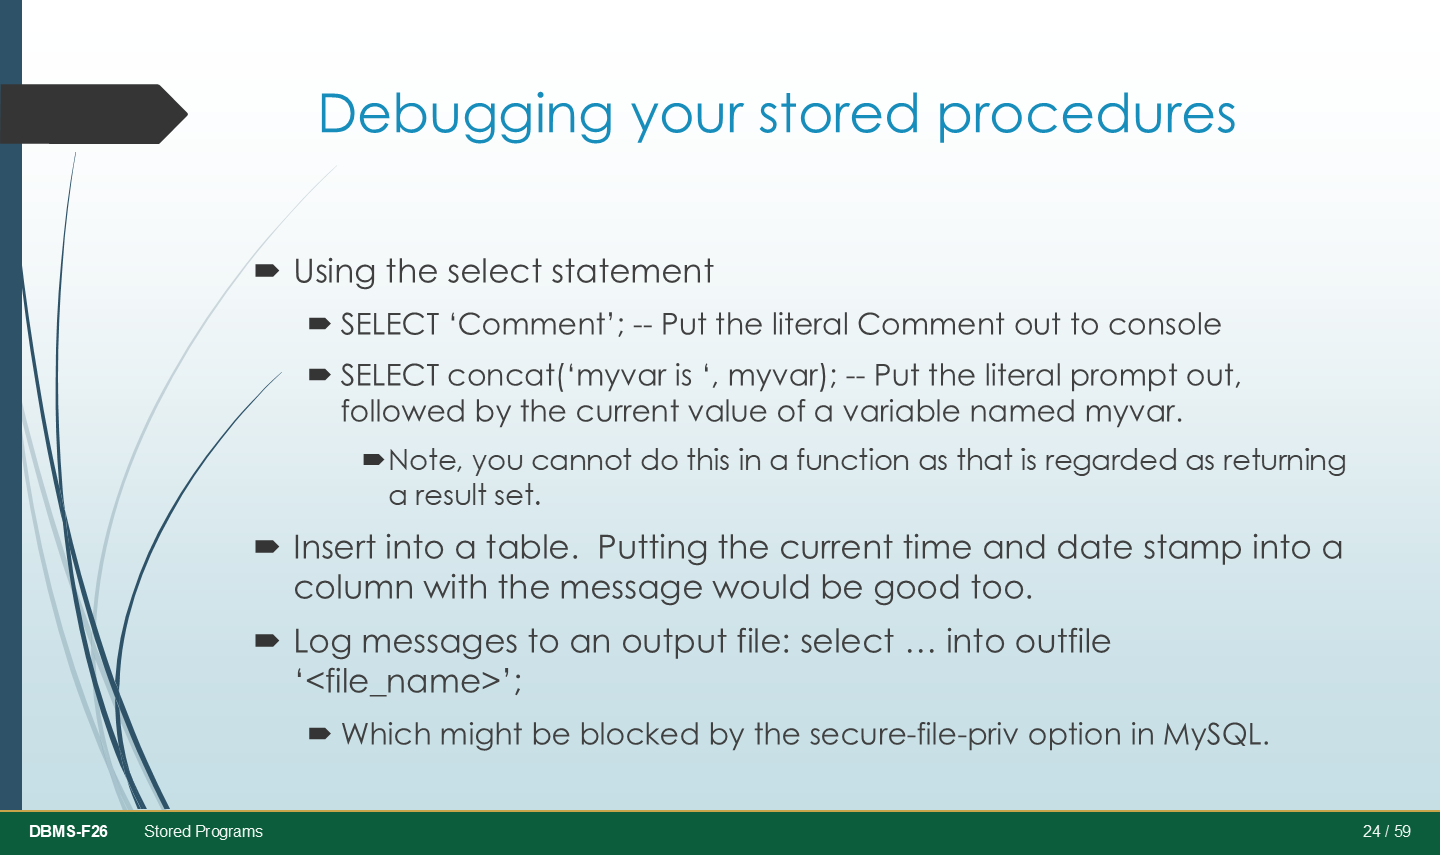 Debugging your stored procedures
Using the select statement
SELECT ‘Comment’; -- Put the literal Comment out to console
SELECT concat(‘myvar is ‘, myvar); -- Put the literal prompt out,
followed by the current value of a variable named myvar.
Note, you cannot do this in a function as that is regarded as returning
a result set.
Insert into a table.  Putting the current time and date stamp into a
column with the message would be good too.
Log messages to an output file: select … into outfile
‘<file_name>’;
Which might be blocked by the secure-file-priv option in MySQL.
DBMS-F26 Stored Programs 24 / 59